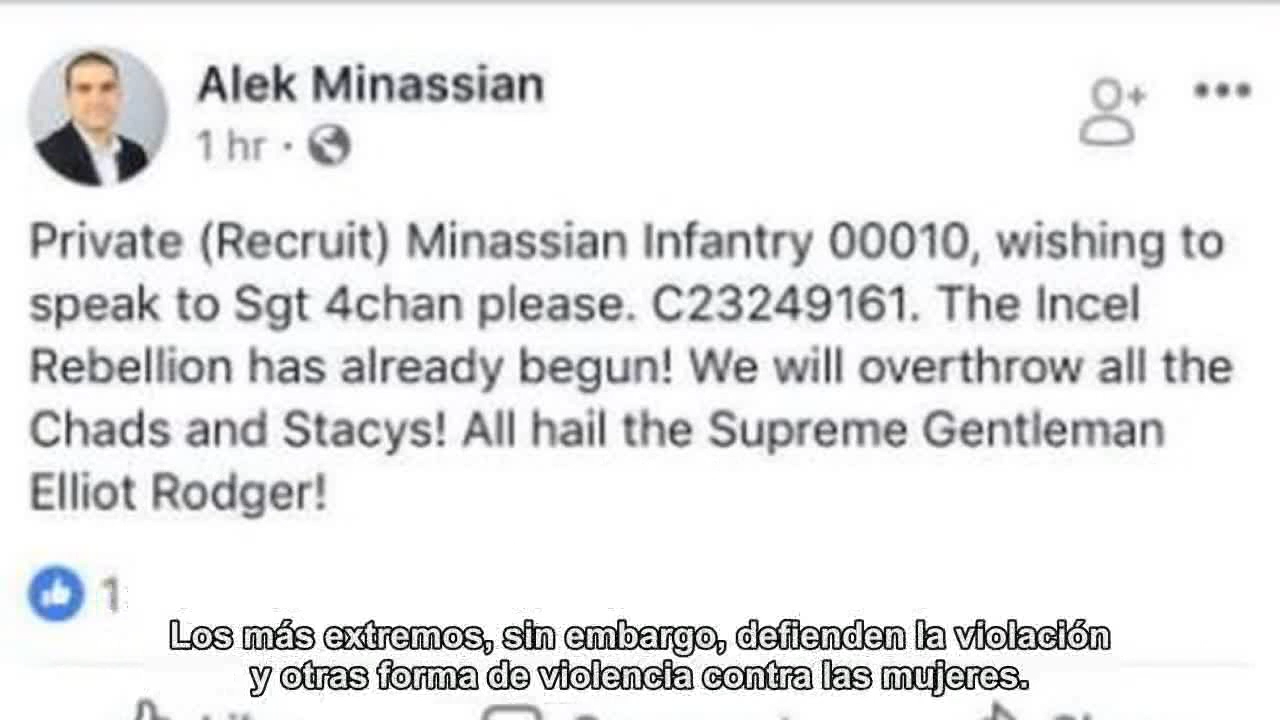 Alek Minassian
1 hr ·
Private (Recruit) Minassian Infantry 00010, wishing to
speak to Sgt 4chan please. C23249161. The Incel
Rebellion has already begun! We will overthrow all the
Chads and Stacys! All hail the Supreme Gentleman
Elliot Rodger!
1
Los más extremos, sin embargo, defienden la violación
y otras forma de violencia contra las mujeres.